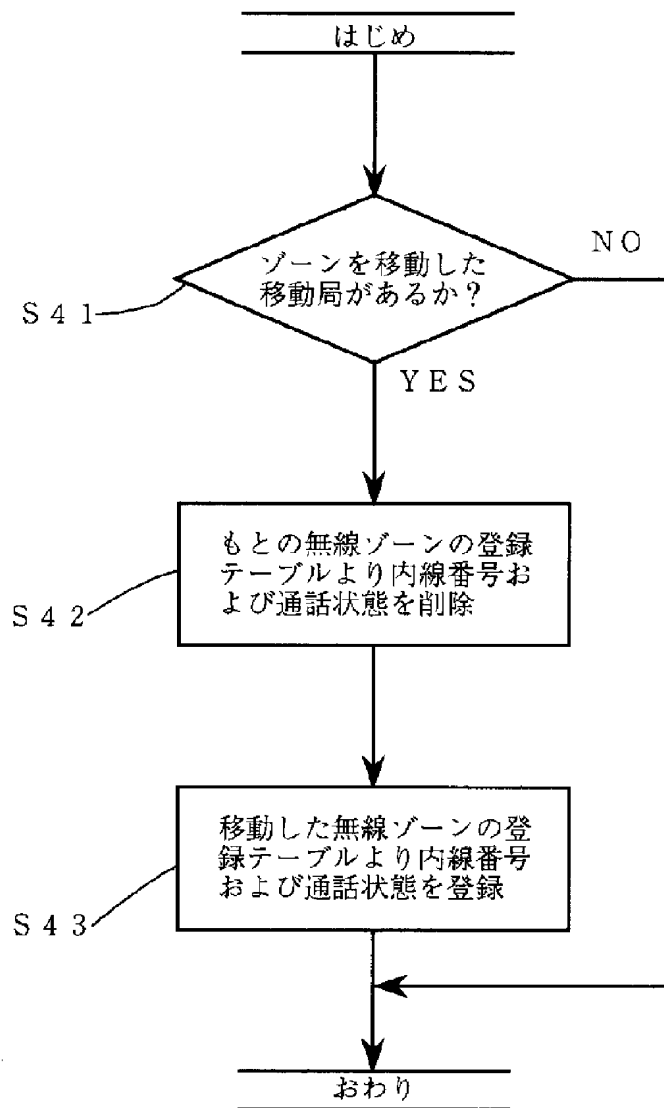 はじめ
ゾーンを移動した
移動局があるか？
NO
S41
YES
もとの無線ゾーンの登録
テーブルより内線番号お
よび通話状態を削除
S42
移動した無線ゾーンの登
録テーブルより内線番号
および通話状態を登録
S43
おわり